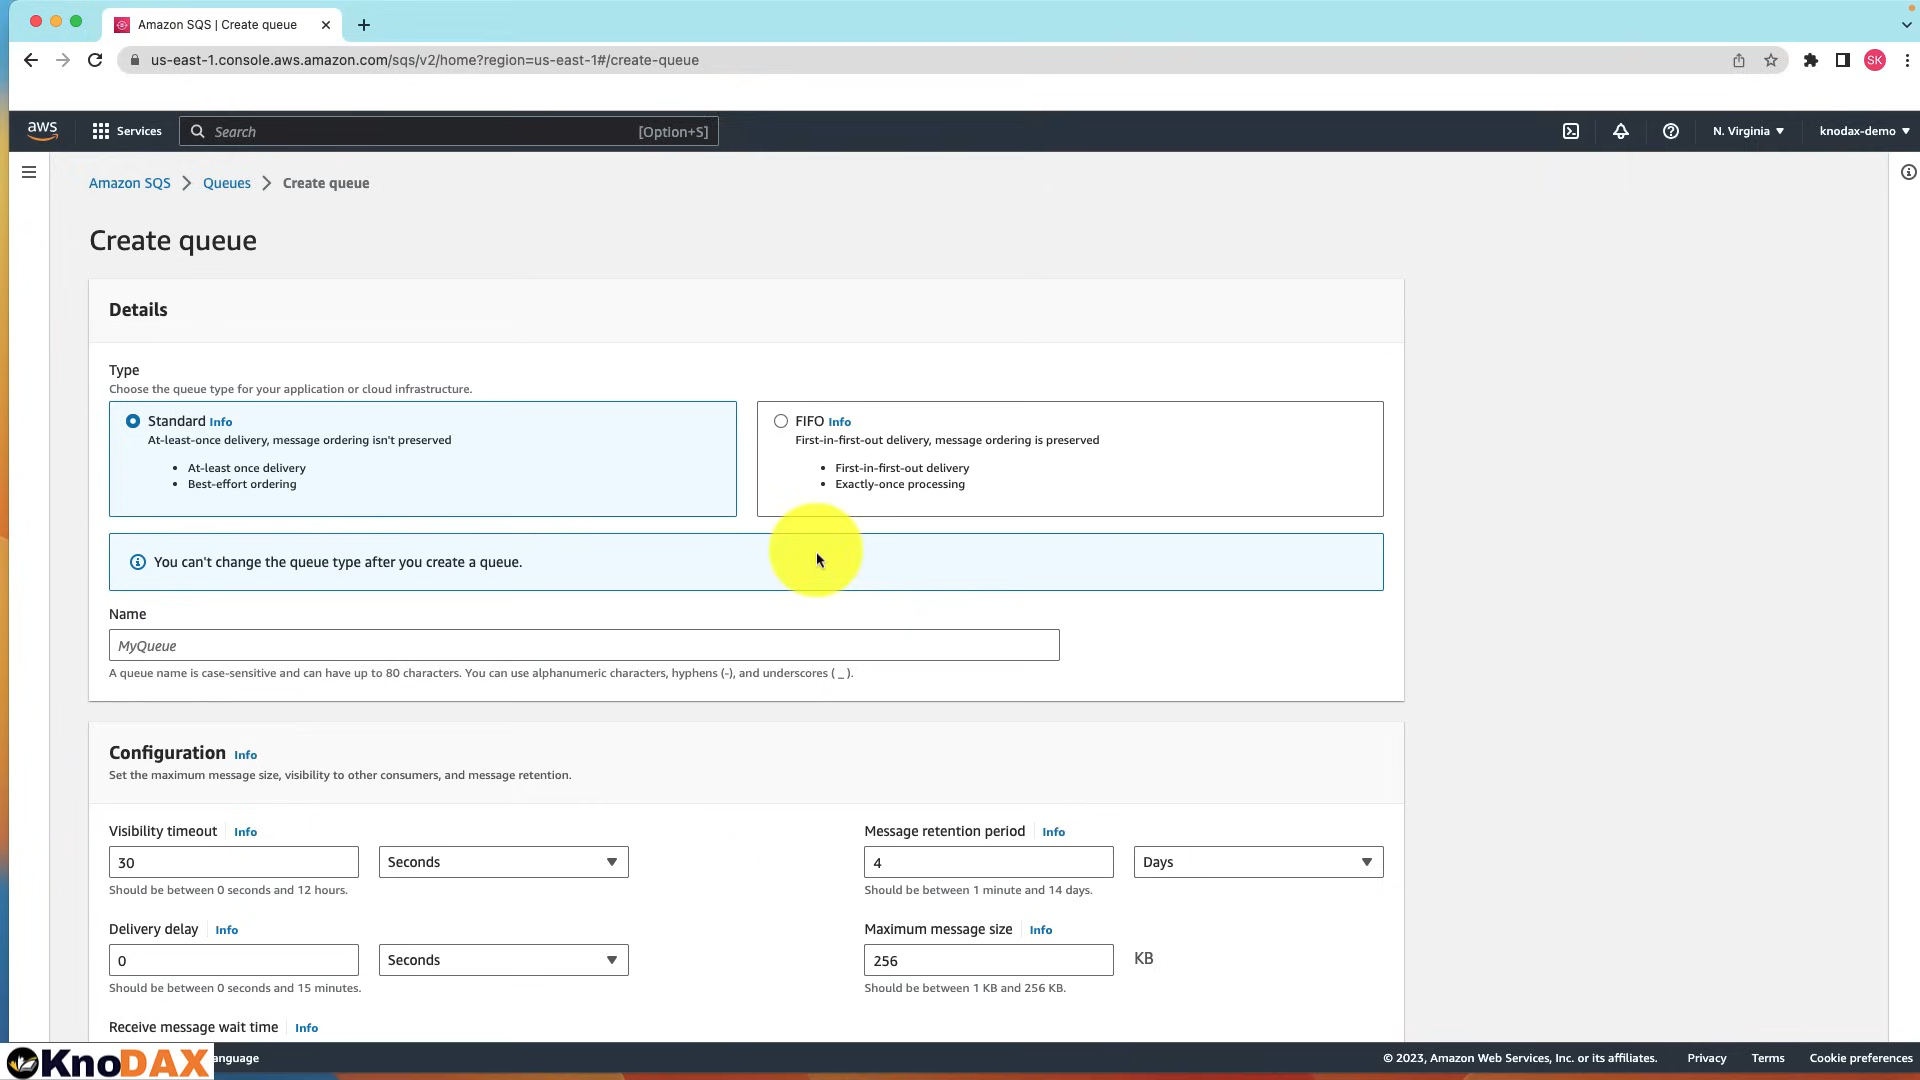 Amazon SQS | Create queue
us-east-1.console.aws.amazon.com/sqs/v2/home?region=us-east-1#/create-queue
SK
aws
Services
Search
[Option+S]
N. Virginia
knodax-demo
Amazon SQS > Queues > Create queue
Create queue
Details
Type
Choose the queue type for your application or cloud infrastructure.
Standard Info
At-least-once delivery, message ordering isn't preserved
• At-least once delivery
• Best-effort ordering
FIFO Info
First-in-first-out delivery, message ordering is preserved
• First-in-first-out delivery
• Exactly-once processing
You can't change the queue type after you create a queue.
Name
MyQueue
A queue name is case-sensitive and can have up to 80 characters. You can use alphanumeric characters, hyphens (-), and underscores ( _ ).
Configuration Info
Set the maximum message size, visibility to other consumers, and message retention.
Visibility timeout Info
30
Seconds
Should be between 0 seconds and 12 hours.
Message retention period Info
4
Days
Should be between 1 minute and 14 days.
Delivery delay Info
0
Seconds
Should be between 0 seconds and 15 minutes.
Maximum message size Info
256
KB
Should be between 1 KB and 256 KB.
Receive message wait time Info
KnoDAX
anguage
© 2023, Amazon Web Services, Inc. or its affiliates.
Privacy
Terms
Cookie preferences